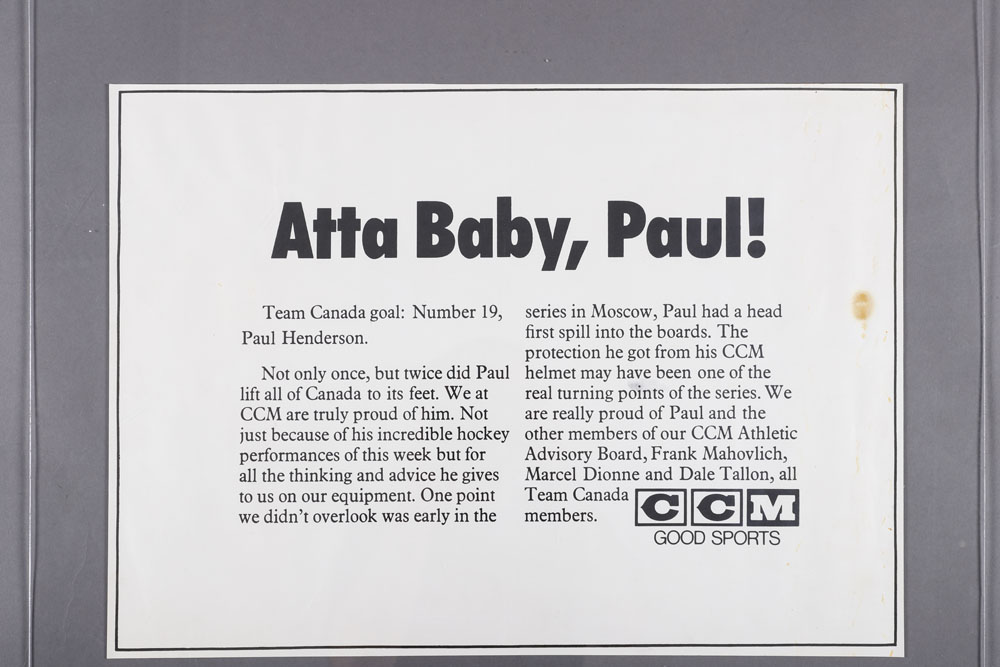 Atta Baby, Paul!
Team Canada goal: Number 19,
Paul Henderson.
Not only once, but twice did Paul
lift all of Canada to its feet. We at
CCM are truly proud of him. Not
just because of his incredible hockey
performances of this week but for
all the thinking and advice he gives
to us on our equipment. One point
we didn't overlook was early in the
series in Moscow, Paul had a head
first spill into the boards. The
protection he got from his CCM
helmet may have been one of the
real turning points of the series. We
are really proud of Paul and the
other members of our CCM Athletic
Advisory Board, Frank Mahovlich,
Marcel Dionne and Dale Tallon, all
Team Canada
members.
CCM
GOOD SPORTS